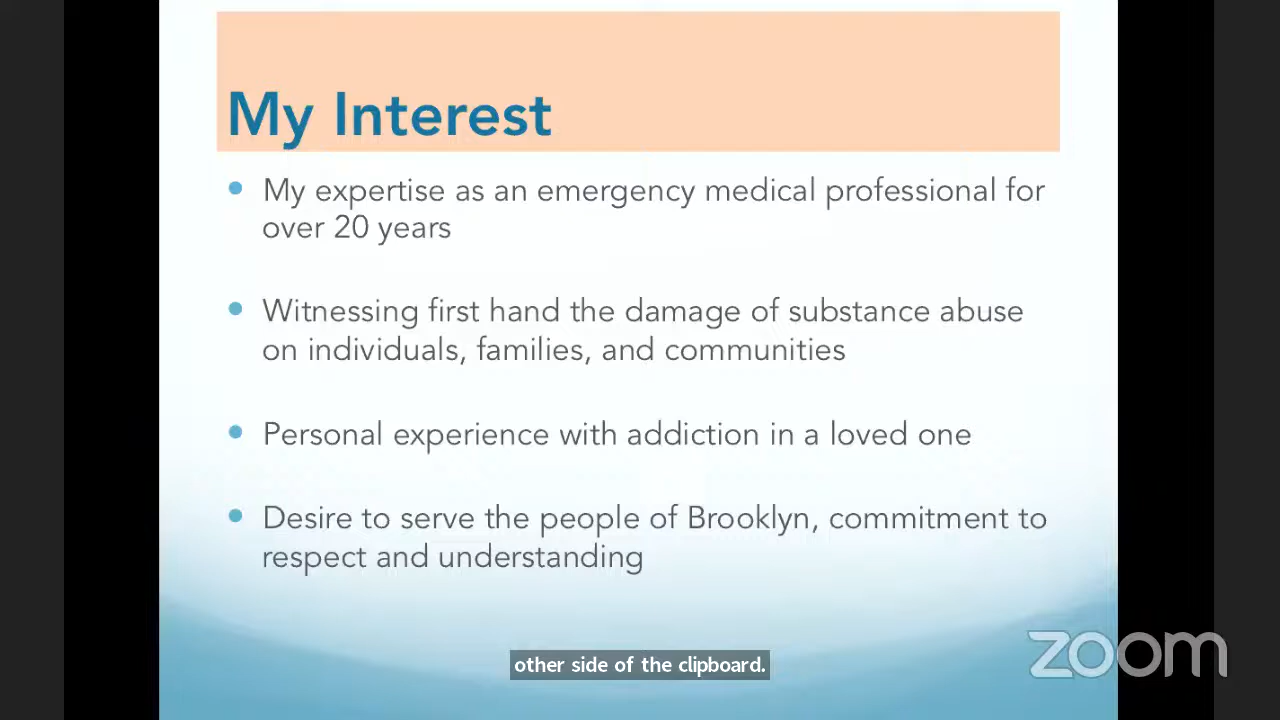 My Interest
My expertise as an emergency medical professional for
over 20 years
Witnessing first hand the damage of substance abuse
on individuals, families, and communities
Personal experience with addiction in a loved one
Desire to serve the people of Brooklyn, commitment to
respect and understanding
other side of the clipboard.
zoom